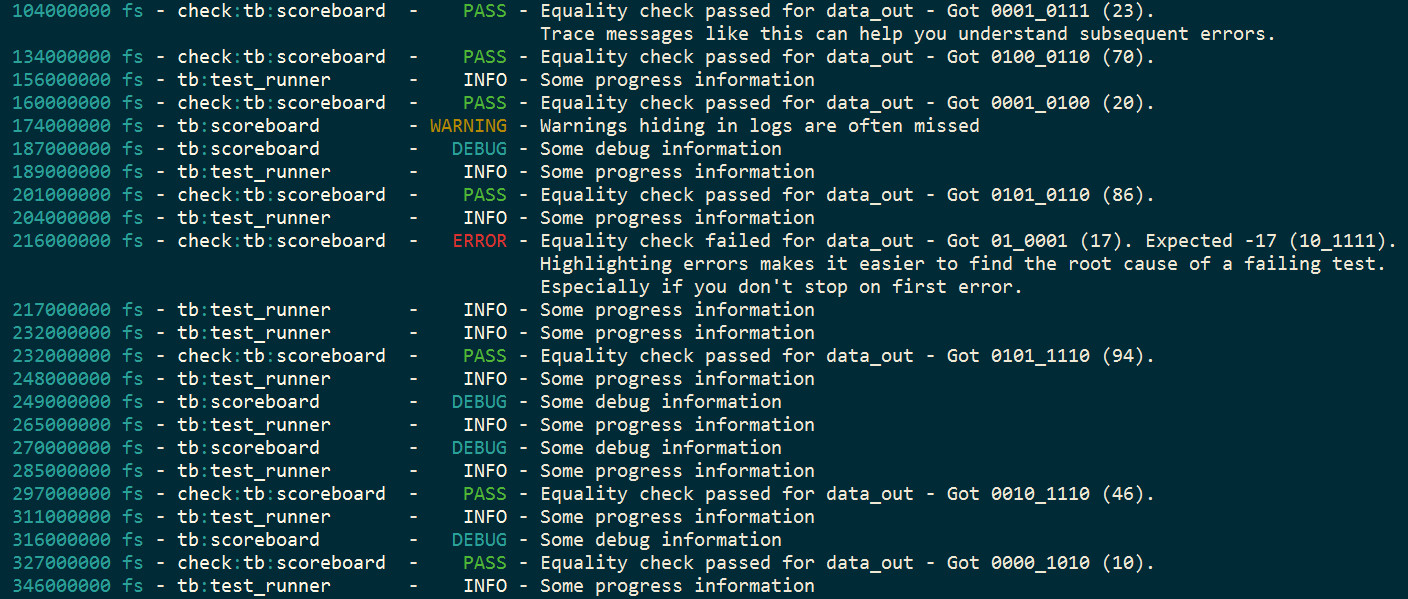 104000000 fs - check:tb:scoreboard  -    PASS - Equality check passed for data_out - Got 0001_0111 (23).
                                                Trace messages like this can help you understand subsequent errors.
134000000 fs - check:tb:scoreboard  -    PASS - Equality check passed for data_out - Got 0100_0110 (70).
156000000 fs - tb:test_runner       -    INFO - Some progress information
160000000 fs - check:tb:scoreboard  -    PASS - Equality check passed for data_out - Got 0001_0100 (20).
174000000 fs - tb:scoreboard        - WARNING - Warnings hiding in logs are often missed
187000000 fs - tb:scoreboard        -   DEBUG - Some debug information
189000000 fs - tb:test_runner       -    INFO - Some progress information
201000000 fs - check:tb:scoreboard  -    PASS - Equality check passed for data_out - Got 0101_0110 (86).
204000000 fs - tb:test_runner       -    INFO - Some progress information
216000000 fs - check:tb:scoreboard  -   ERROR - Equality check failed for data_out - Got 01_0001 (17). Expected -17 (10_1111).
                                                Highlighting errors makes it easier to find the root cause of a failing test.
                                                Especially if you don't stop on first error.
217000000 fs - tb:test_runner       -    INFO - Some progress information
232000000 fs - tb:test_runner       -    INFO - Some progress information
232000000 fs - check:tb:scoreboard  -    PASS - Equality check passed for data_out - Got 0101_1110 (94).
248000000 fs - tb:test_runner       -    INFO - Some progress information
249000000 fs - tb:scoreboard        -   DEBUG - Some debug information
265000000 fs - tb:test_runner       -    INFO - Some progress information
270000000 fs - tb:scoreboard        -   DEBUG - Some debug information
285000000 fs - tb:test_runner       -    INFO - Some progress information
297000000 fs - check:tb:scoreboard  -    PASS - Equality check passed for data_out - Got 0010_1110 (46).
311000000 fs - tb:test_runner       -    INFO - Some progress information
316000000 fs - tb:scoreboard        -   DEBUG - Some debug information
327000000 fs - check:tb:scoreboard  -    PASS - Equality check passed for data_out - Got 0000_1010 (10).
346000000 fs - tb:test_runner       -    INFO - Some progress information